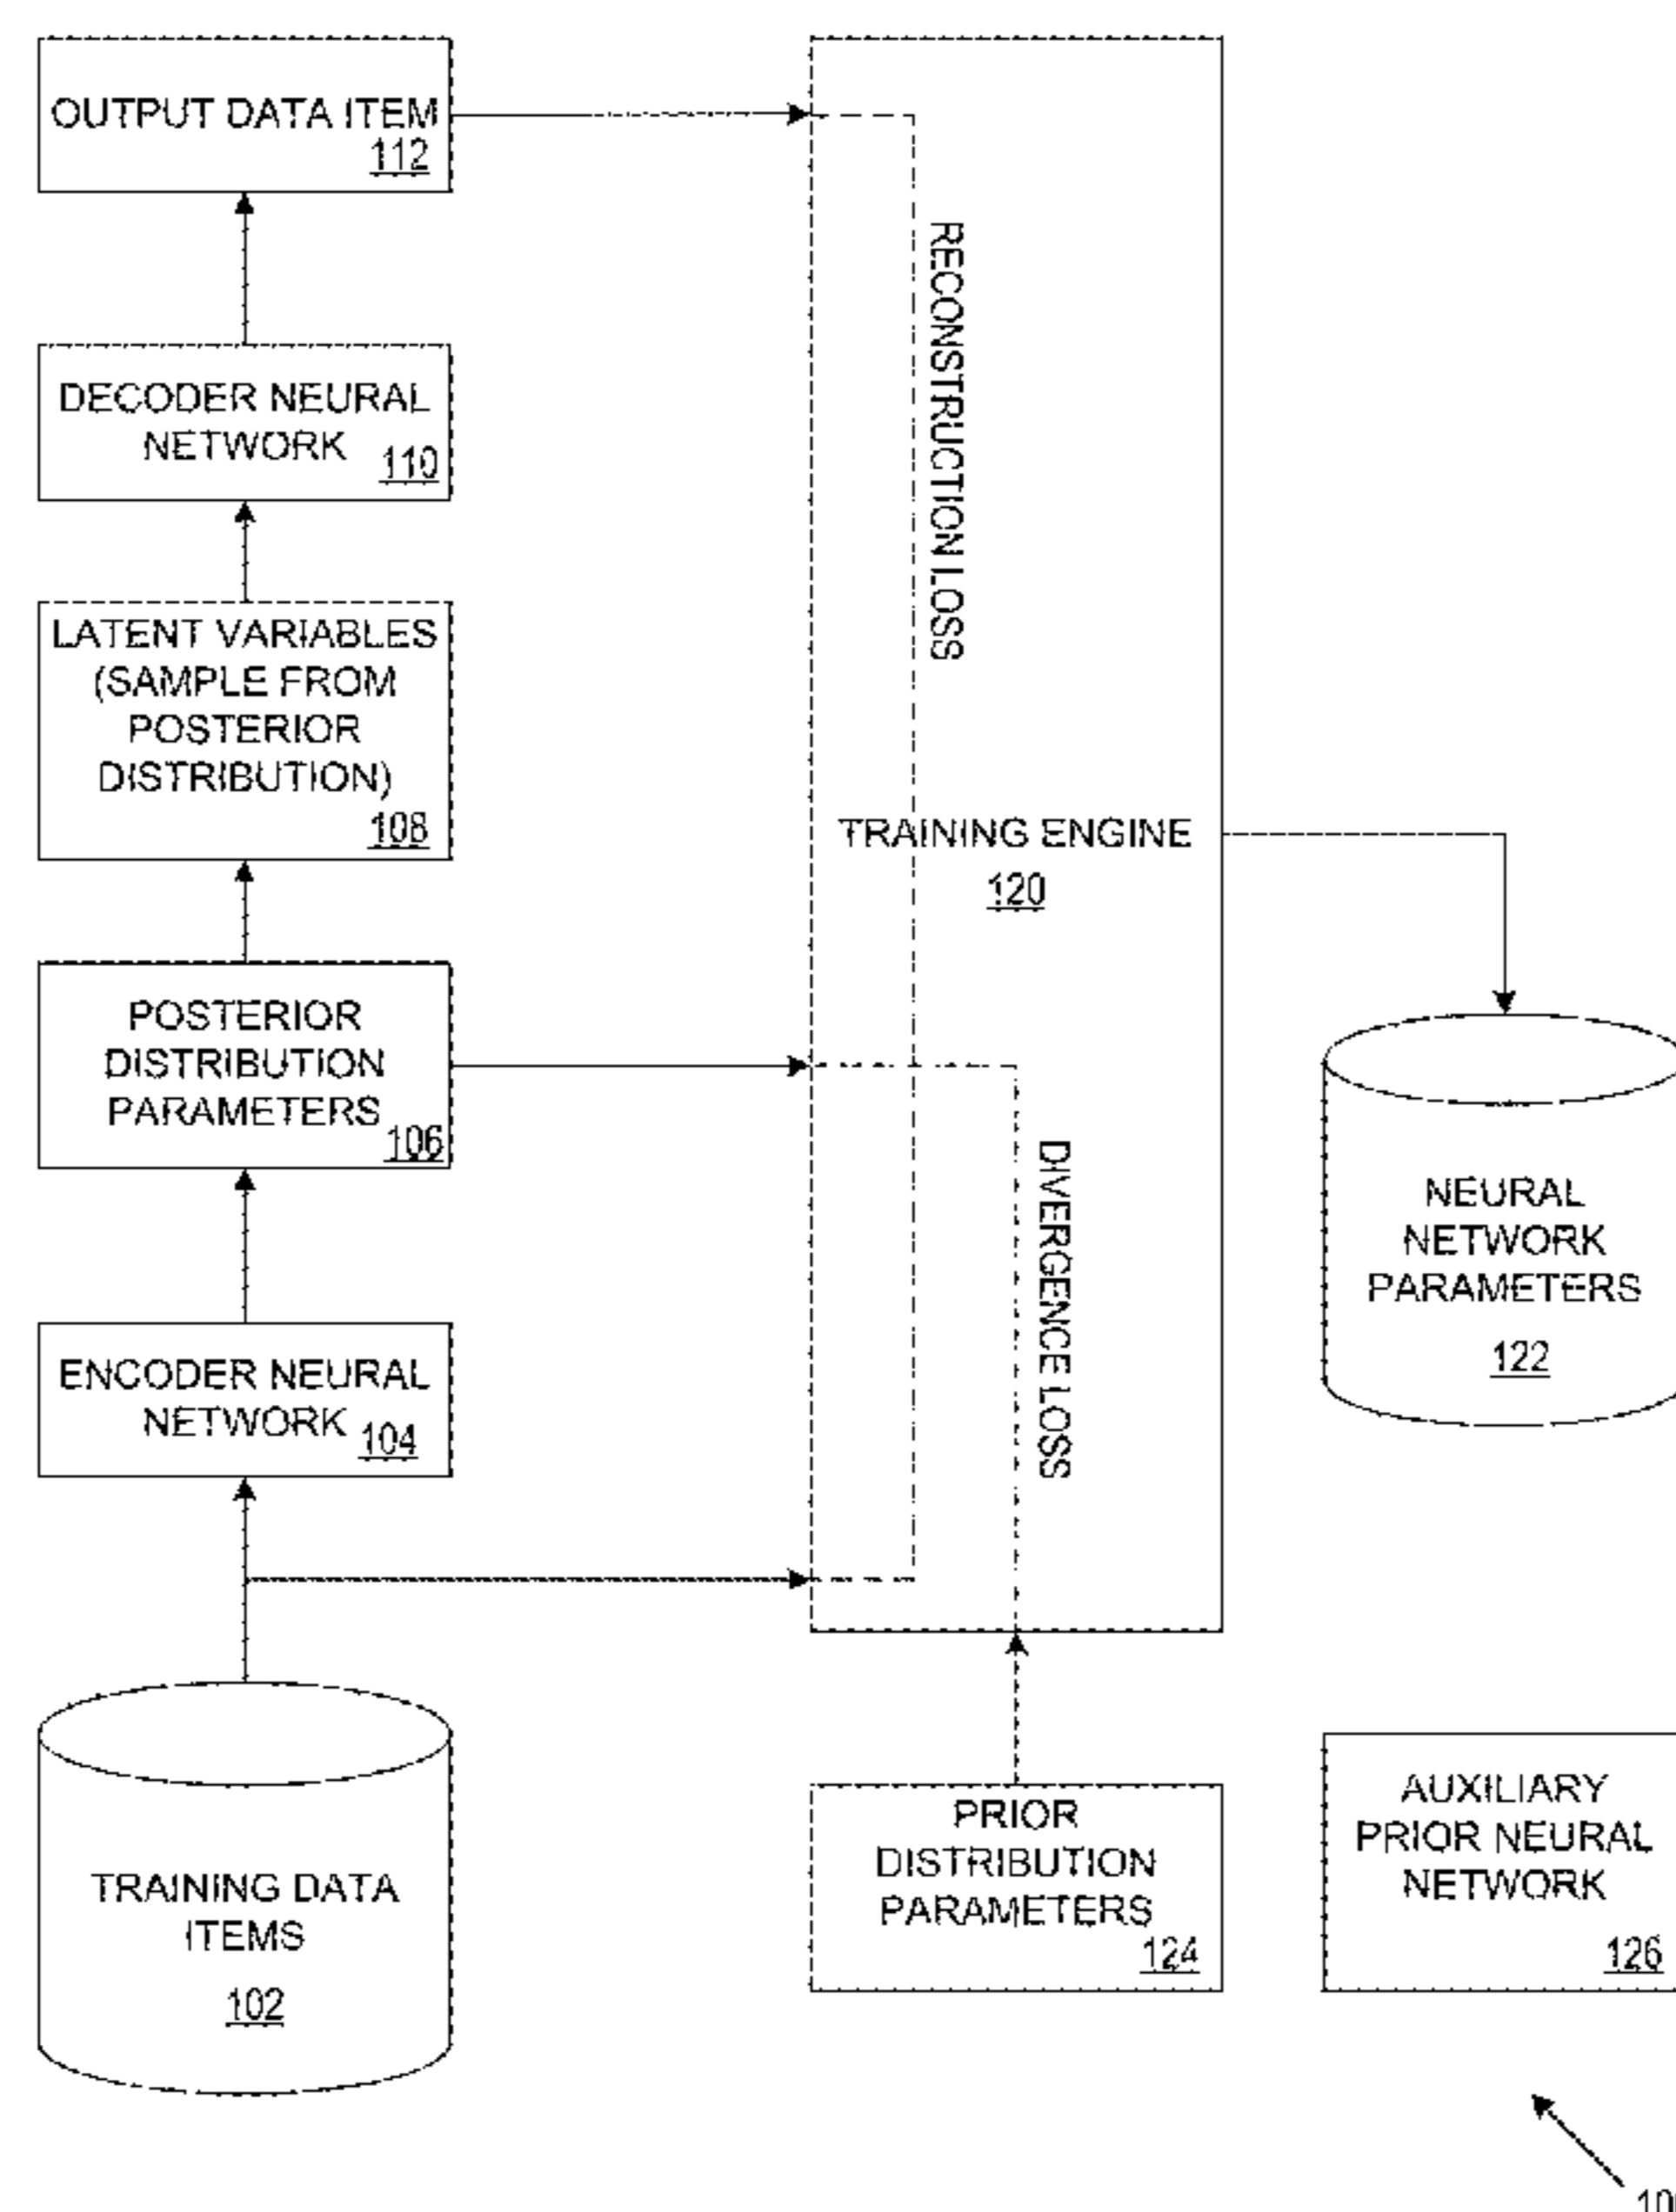 OUTPUT DATA ITEM
112
DECODER NEURAL
NETWORK
110
LATENT VARIABLES
(SAMPLE FROM
POSTERIOR
DISTRIBUTION)
108
POSTERIOR
DISTRIBUTION
PARAMETERS
106
ENCODER NEURAL
NETWORK
104
TRAINING DATA
ITEMS
102
RECONSTRUCTION LOSS
TRAINING ENGINE
120
DIVERGENCE LOSS
PRIOR
DISTRIBUTION
PARAMETERS
124
NEURAL
NETWORK
PARAMETERS
122
AUXILIARY
PRIOR NEURAL
NETWORK
126